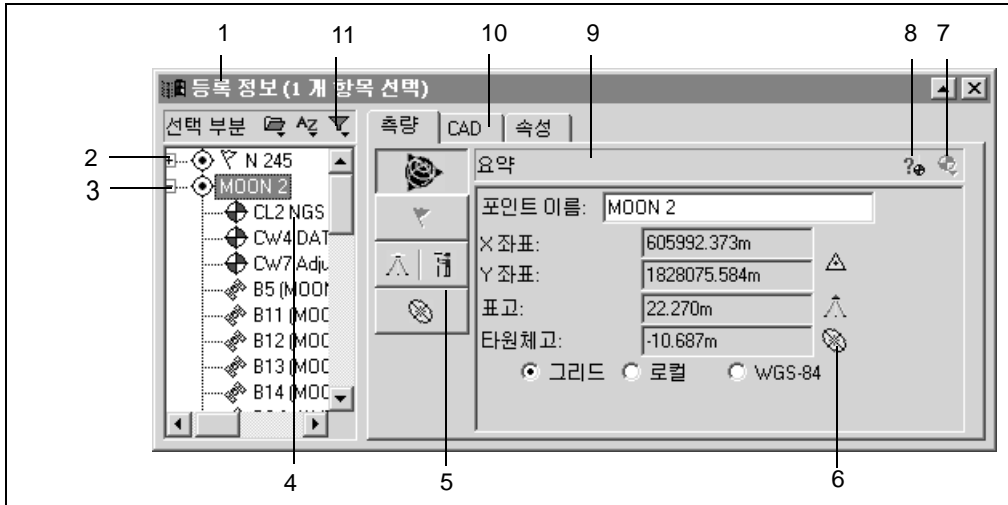 1 11 10 9 8 7
등록 정보 (1 개 항목 선택)
선택 부분
측량 CAD 속성
2
N 245
요약
3
MOON 2
포인트 이름: MOON 2
CL2 NGS
X 좌표: 605992.373m
CW4 DAT
Y 좌표: 1828075.584m
CW7 Adju
표고: 22.270m
B5 (MOON
타원체고: -10.687m
B11 (MOO
B12 (MOO
그리드 로컬 WGS-84
B13 (MOO
B14 (MOO
4 5 6